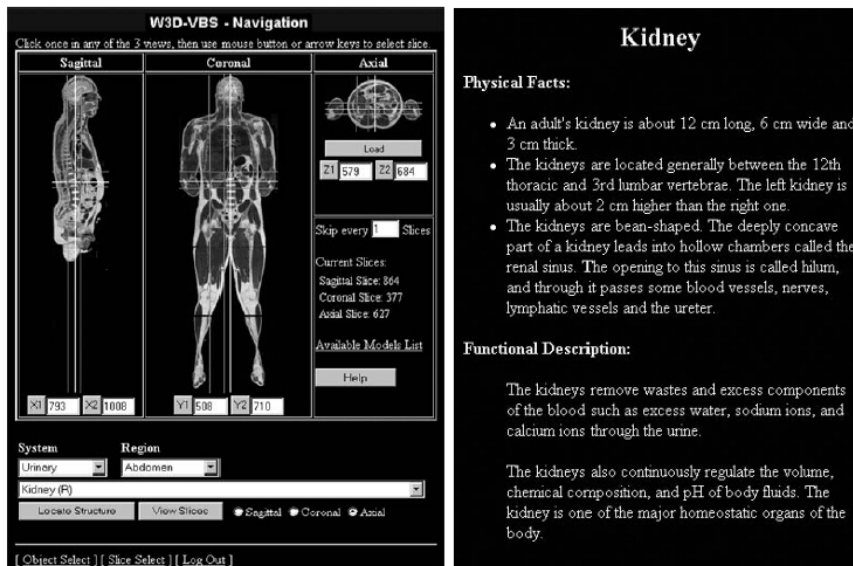 W3D-VBS - Navigation
Click once in any of the 3 views, then use mouse button or arrow keys to select slice.
Sagittal
Coronal
Axial
Load
Z1 579 Z2 684
Skip every 1 Slices
Current Slices:
Sagittal Slice: 864
Coronal Slice: 377
Axial Slice: 627
Available Models List
Help
X1 793 X2 1008
Y1 508 Y2 710
System
Region
Urinary
Abdomen
Kidney (R)
Locate Structure View Slices Sagittal Coronal Axial
[ Object Select ] [ Slice Select ] [ Log Out ]
Kidney
Physical Facts:
• An adult's kidney is about 12 cm long, 6 cm wide and
3 cm thick.
• The kidneys are located generally between the 12th
thoracic and 3rd lumbar vertebrae. The left kidney is
usually about 2 cm higher than the right one.
• The kidneys are bean-shaped. The deeply concave
part of a kidney leads into hollow chambers called the
renal sinus. The opening to this sinus is called hilum,
and through it passes some blood vessels, nerves,
lymphatic vessels and the ureter.
Functional Description:
The kidneys remove wastes and excess components
of the blood such as excess water, sodium ions, and
calcium ions through the urine.
The kidneys also continuously regulate the volume,
chemical composition, and pH of body fluids. The
kidney is one of the major homeostatic organs of the
body.